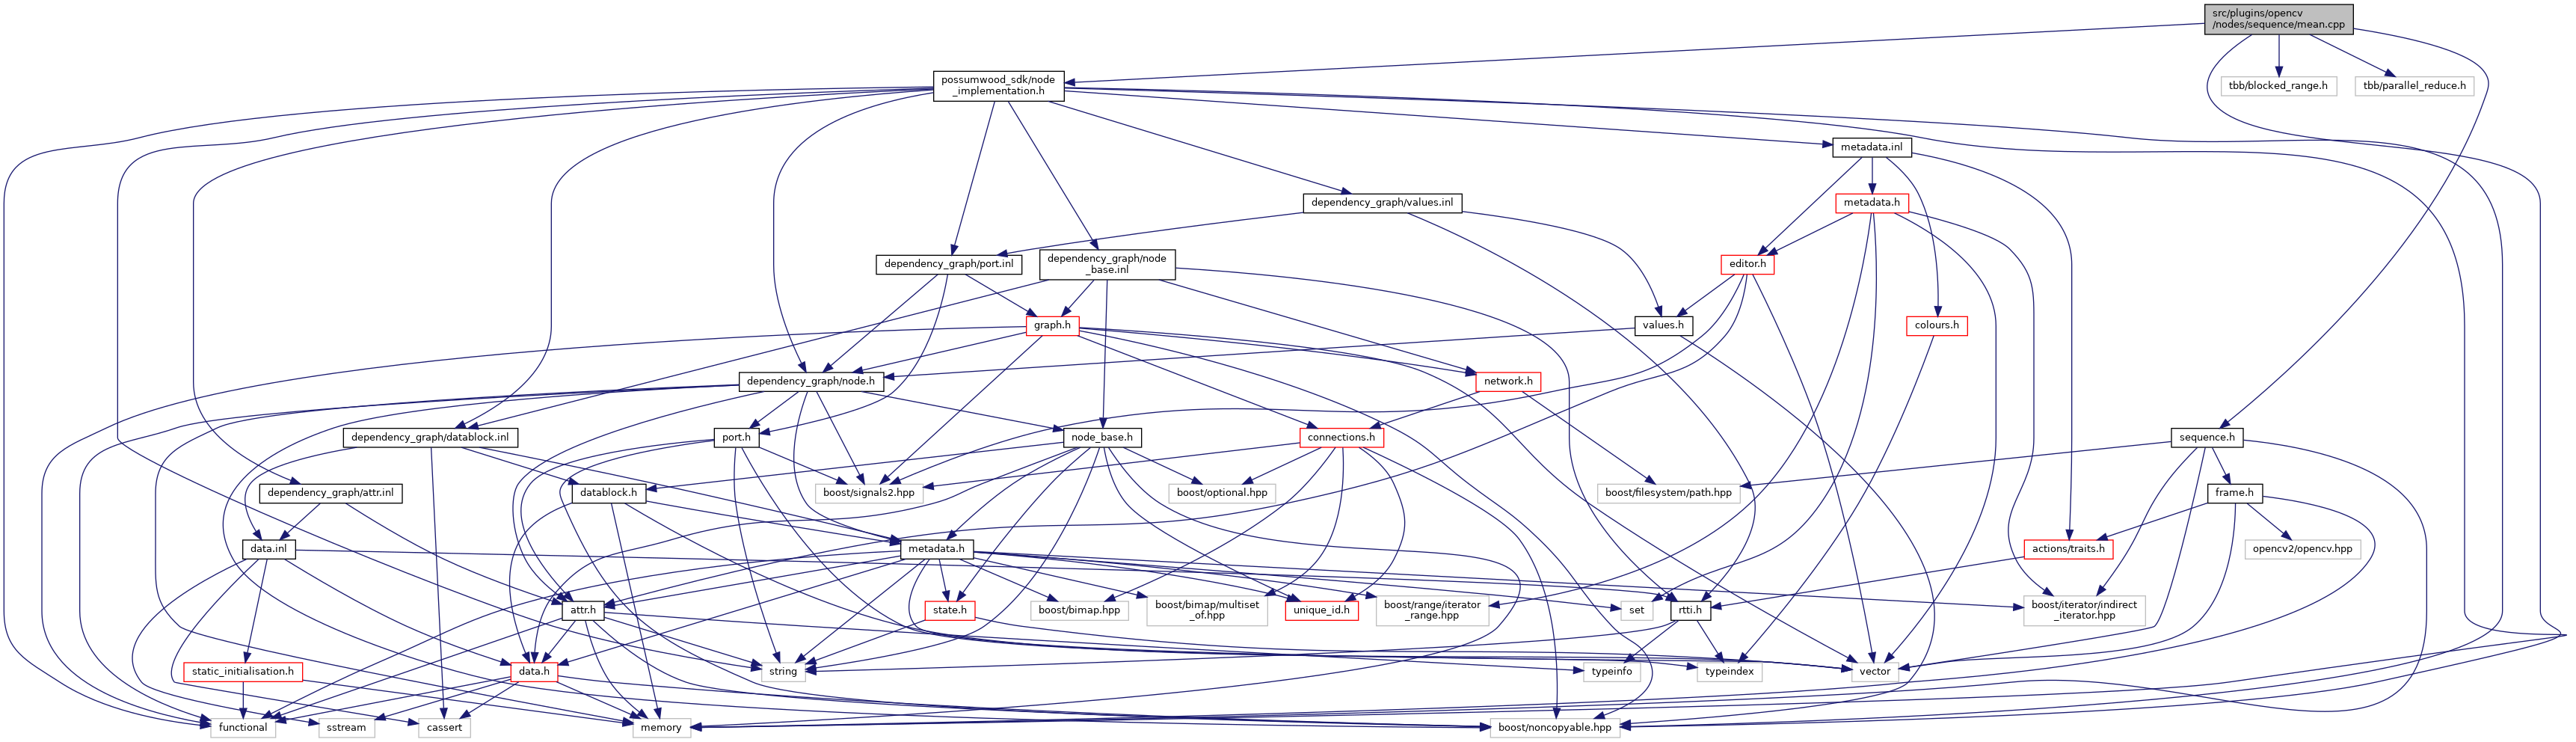 src/plugins/opencv
/nodes/sequence/mean.cpp
possumwood_sdk/node
_implementation.h
tbb/blocked_range.h
tbb/parallel_reduce.h
metadata.inl
dependency_graph/values.inl
metadata.h
dependency_graph/port.inl
dependency_graph/node
_base.inl
editor.h
graph.h
values.h
colours.h
dependency_graph/node.h
network.h
dependency_graph/datablock.inl
port.h
node_base.h
connections.h
sequence.h
dependency_graph/attr.inl
datablock.h
boost/signals2.hpp
boost/optional.hpp
boost/filesystem/path.hpp
frame.h
data.inl
metadata.h
actions/traits.h
opencv2/opencv.hpp
attr.h
state.h
boost/bimap.hpp
boost/bimap/multiset
_of.hpp
unique_id.h
boost/range/iterator
_range.hpp
set
rtti.h
boost/iterator/indirect
_iterator.hpp
static_initialisation.h
data.h
string
typeinfo
typeindex
vector
functional
sstream
cassert
memory
boost/noncopyable.hpp